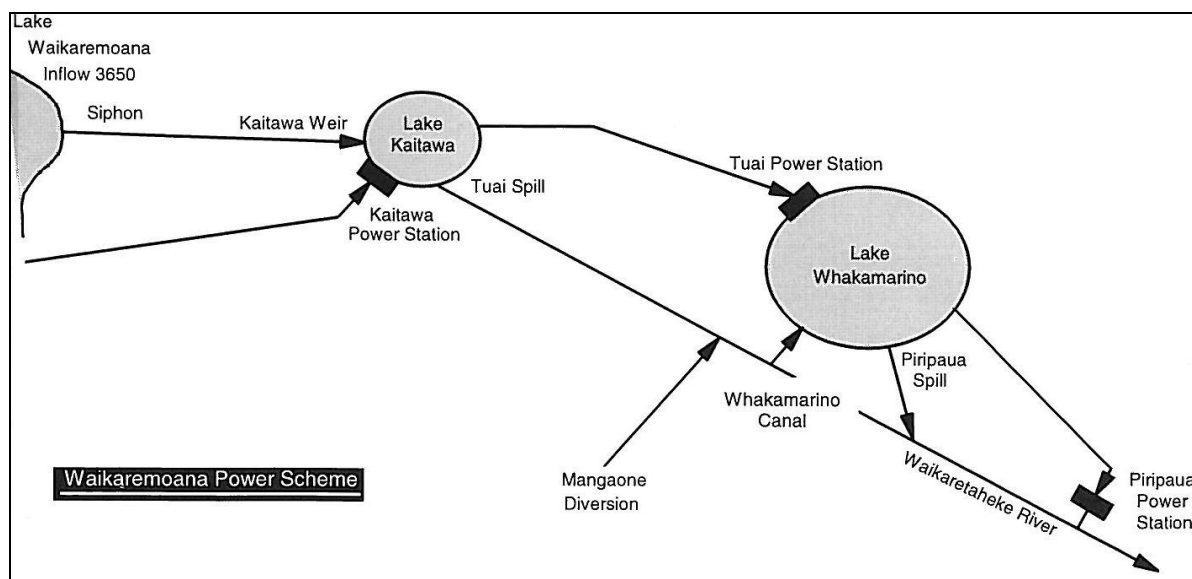 Lake
Waikaremoana
Inflow 3650
Siphon
Kaitawa Weir
Lake
Kaitawa
Tuai Power Station
Tuai Spill
Kaitawa
Power Station
Lake
Whakamarino
Piripaua
Spill
Whakamarino
Canal
Waikaretaheke River
Waikaremoana Power Scheme
Mangaone
Diversion
Piripaua
Power
Station